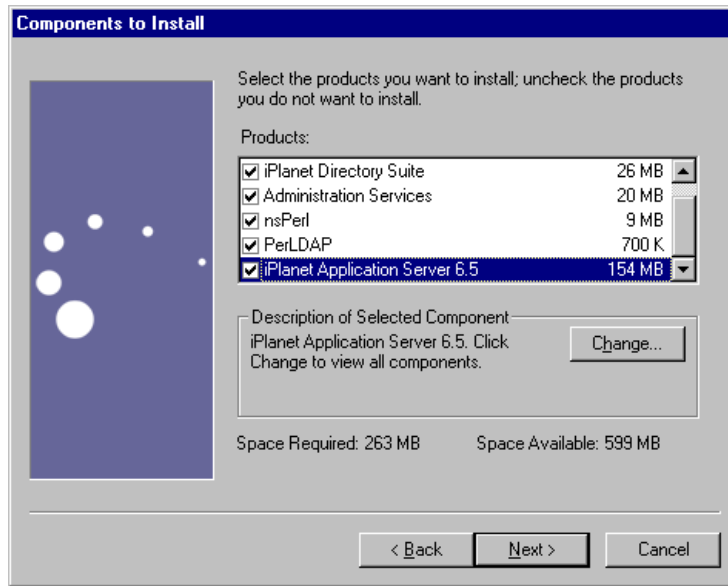 Components to Install
Select the products you want to install; uncheck the products
you do not want to install.
Products:
iPlanet Directory Suite 26 MB
Administration Services 20 MB
nsPerl 9 MB
PerLDAP 700 K
iPlanet Application Server 6.5 154 MB
Description of Selected Component
iPlanet Application Server 6.5. Click
Change to view all components.
Change...
Space Required: 263 MB Space Available: 599 MB
< Back Next > Cancel